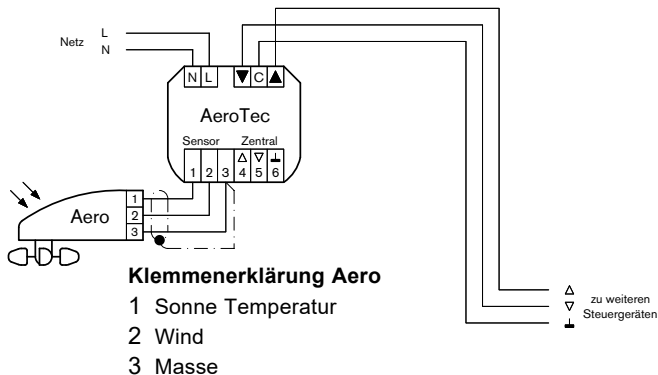 Netz
L
N
N L ▼ C ▲
AeroTec
Sensor Zentral
△ ▽ ⏊
1 2 3 4 5 6
Aero
1
2
3
Klemmenerklärung Aero
1 Sonne Temperatur
2 Wind
3 Masse
△
▽
⏊
zu weiteren
Steuergeräten